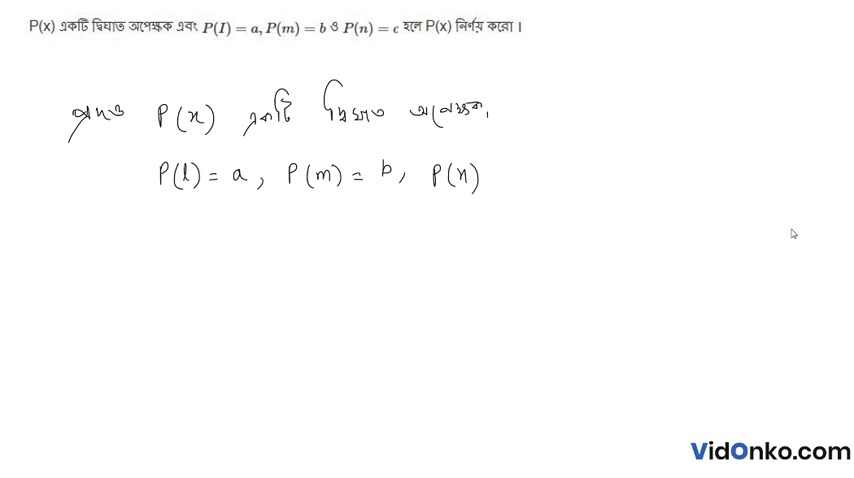 P(x) একটি দ্বিঘাত অপেক্ষক এবং P(I) = a, P(m) = b ও P(n) = c হলে P(x) নির্ণয় করো ।
প্রদত্ত P(x) একটি দ্বিঘাত অপেক্ষক।
P(l) = a, P(m) = b, P(n)
VidOnko.com